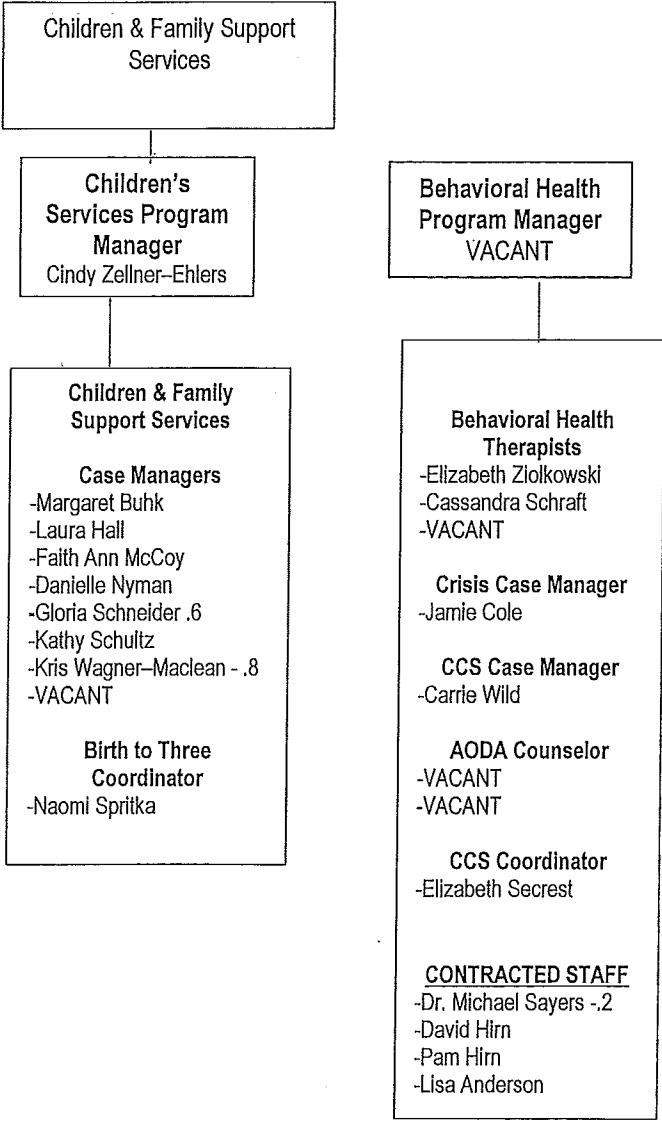 Children & Family Support
Services
Children's
Services Program
Manager
Cindy Zellner–Ehlers
Children & Family
Support Services
Case Managers
-Margaret Buhk
-Laura Hall
-Faith Ann McCoy
-Danielle Nyman
-Gloria Schneider .6
-Kathy Schultz
-Kris Wagner–Maclean - .8
-VACANT
Birth to Three
Coordinator
-Naomi Spritka
Behavioral Health
Program Manager
VACANT
Behavioral Health
Therapists
-Elizabeth Ziolkowski
-Cassandra Schraft
-VACANT
Crisis Case Manager
-Jamie Cole
CCS Case Manager
-Carrie Wild
AODA Counselor
-VACANT
-VACANT
CCS Coordinator
-Elizabeth Secrest
CONTRACTED STAFF
-Dr. Michael Sayers -.2
-David Hirn
-Pam Hirn
-Lisa Anderson